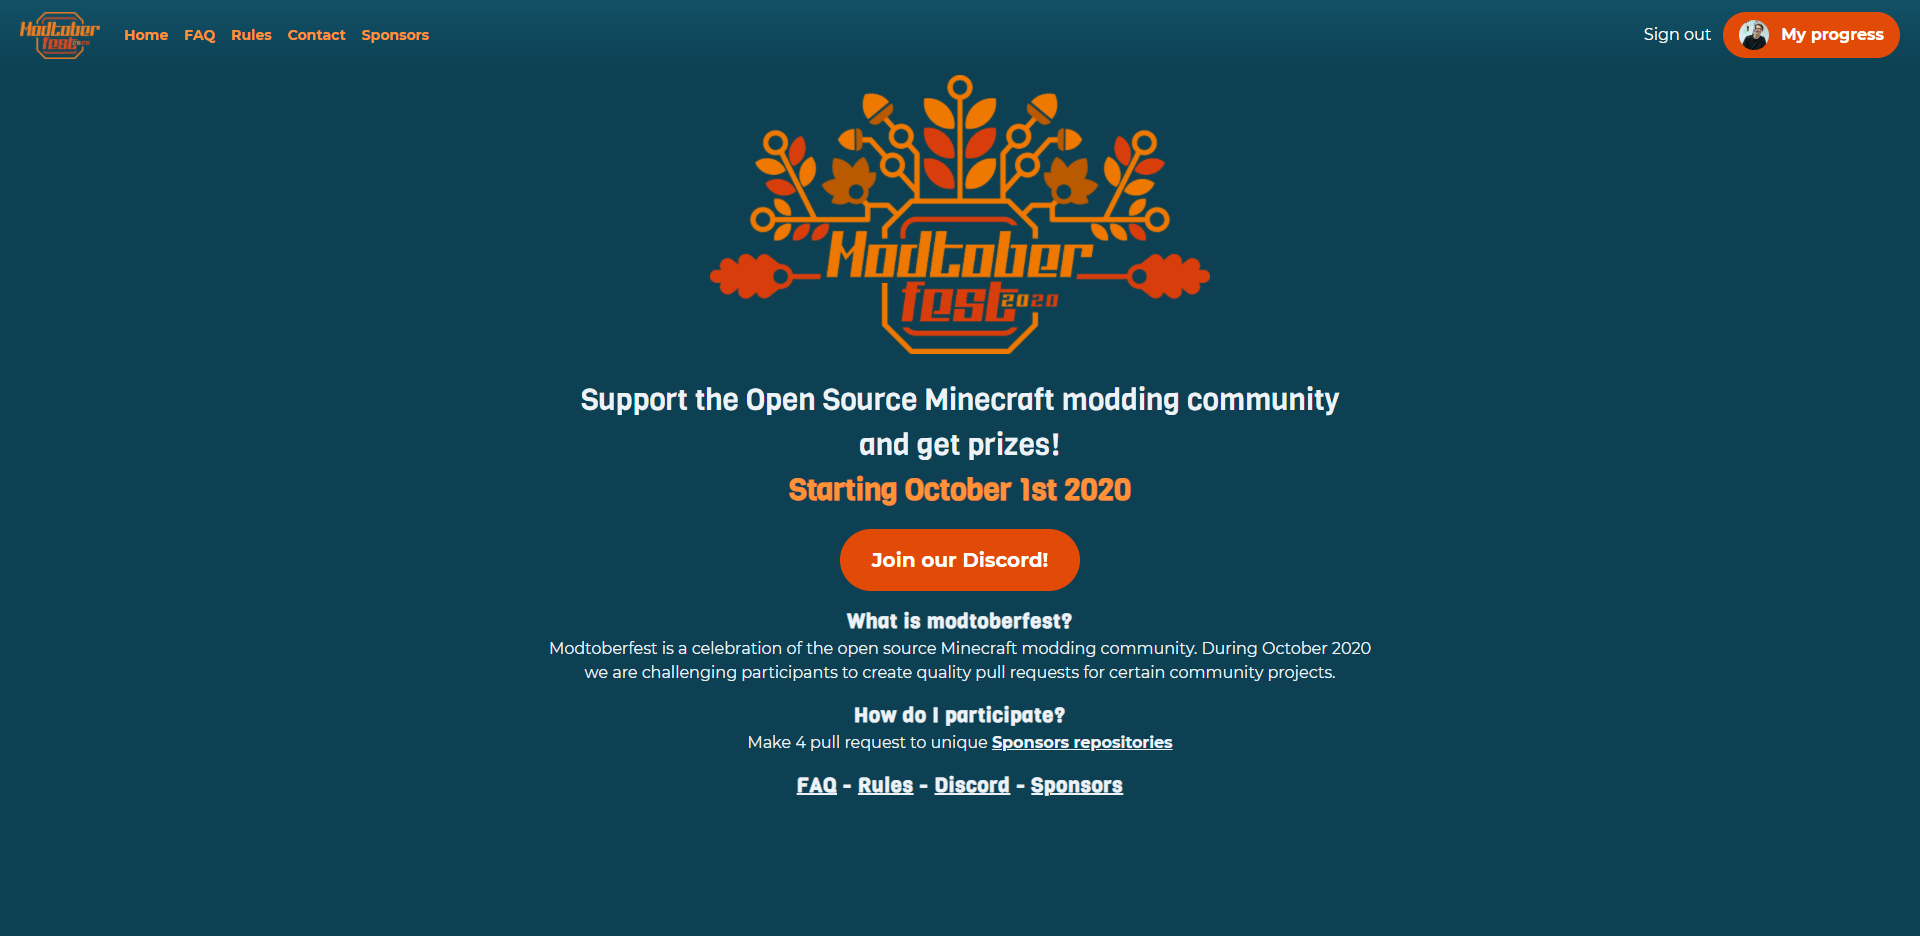 Modtober
fest 2020
Home FAQ Rules Contact Sponsors
Sign out My progress
Modtober
fest 2020
Support the Open Source Minecraft modding community
and get prizes!
Starting October 1st 2020
Join our Discord!
What is modtoberfest?
Modtoberfest is a celebration of the open source Minecraft modding community. During October 2020
we are challenging participants to create quality pull requests for certain community projects.
How do I participate?
Make 4 pull request to unique Sponsors repositories
FAQ - Rules - Discord - Sponsors